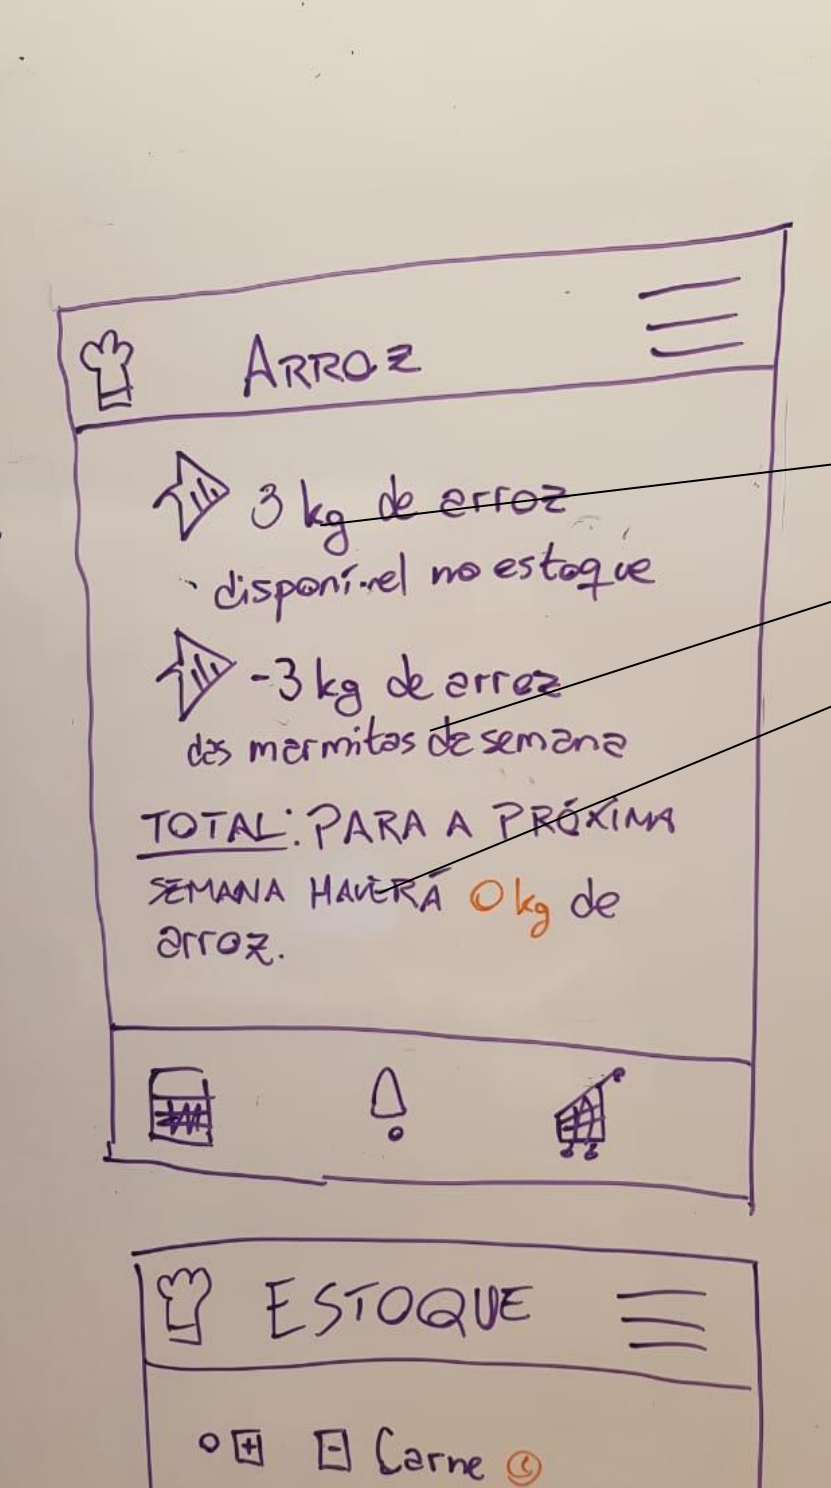 ARROZ
3 kg de arroz
disponível no estoque
-3 kg de arroz
das marmitas da semana
TOTAL: PARA A PRÓXIMA
SEMANA HAVERÁ 0 kg de
arroz.
ESTOQUE
+ - Carne